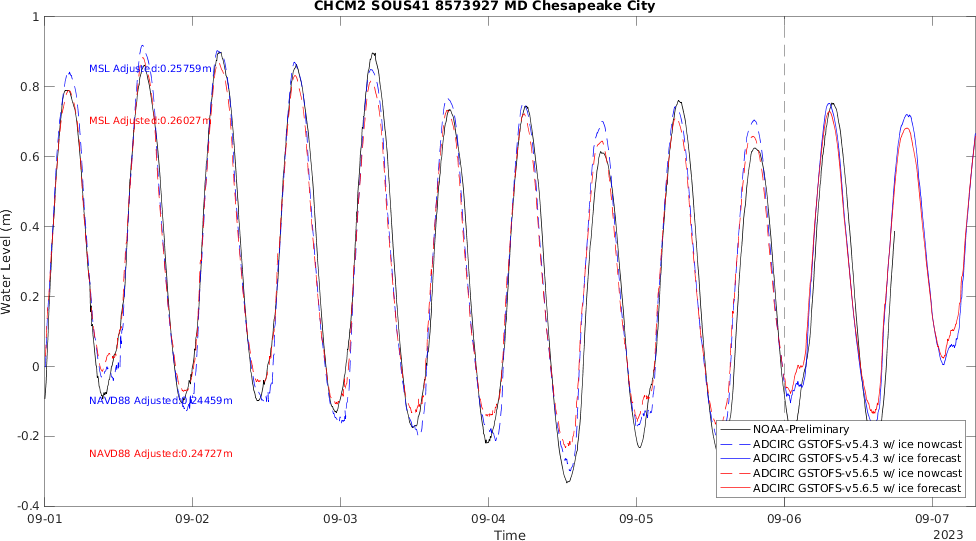 CHCM2 SOUS41 8573927 MD Chesapeake City
1
0.8
0.6
0.4
0.2
0
-0.2
-0.4
Water Level (m)
MSL Adjusted:0.25759m
MSL Adjusted:0.26027m
NAVD88 Adjusted:0.24459m
NAVD88 Adjusted:0.24727m
NOAA-Preliminary
ADCIRC GSTOFS-v5.4.3 w/ ice nowcast
ADCIRC GSTOFS-v5.4.3 w/ ice forecast
ADCIRC GSTOFS-v5.6.5 w/ ice nowcast
ADCIRC GSTOFS-v5.6.5 w/ ice forecast
09-01 09-02 09-03 09-04 09-05 09-06 09-07
Time
2023